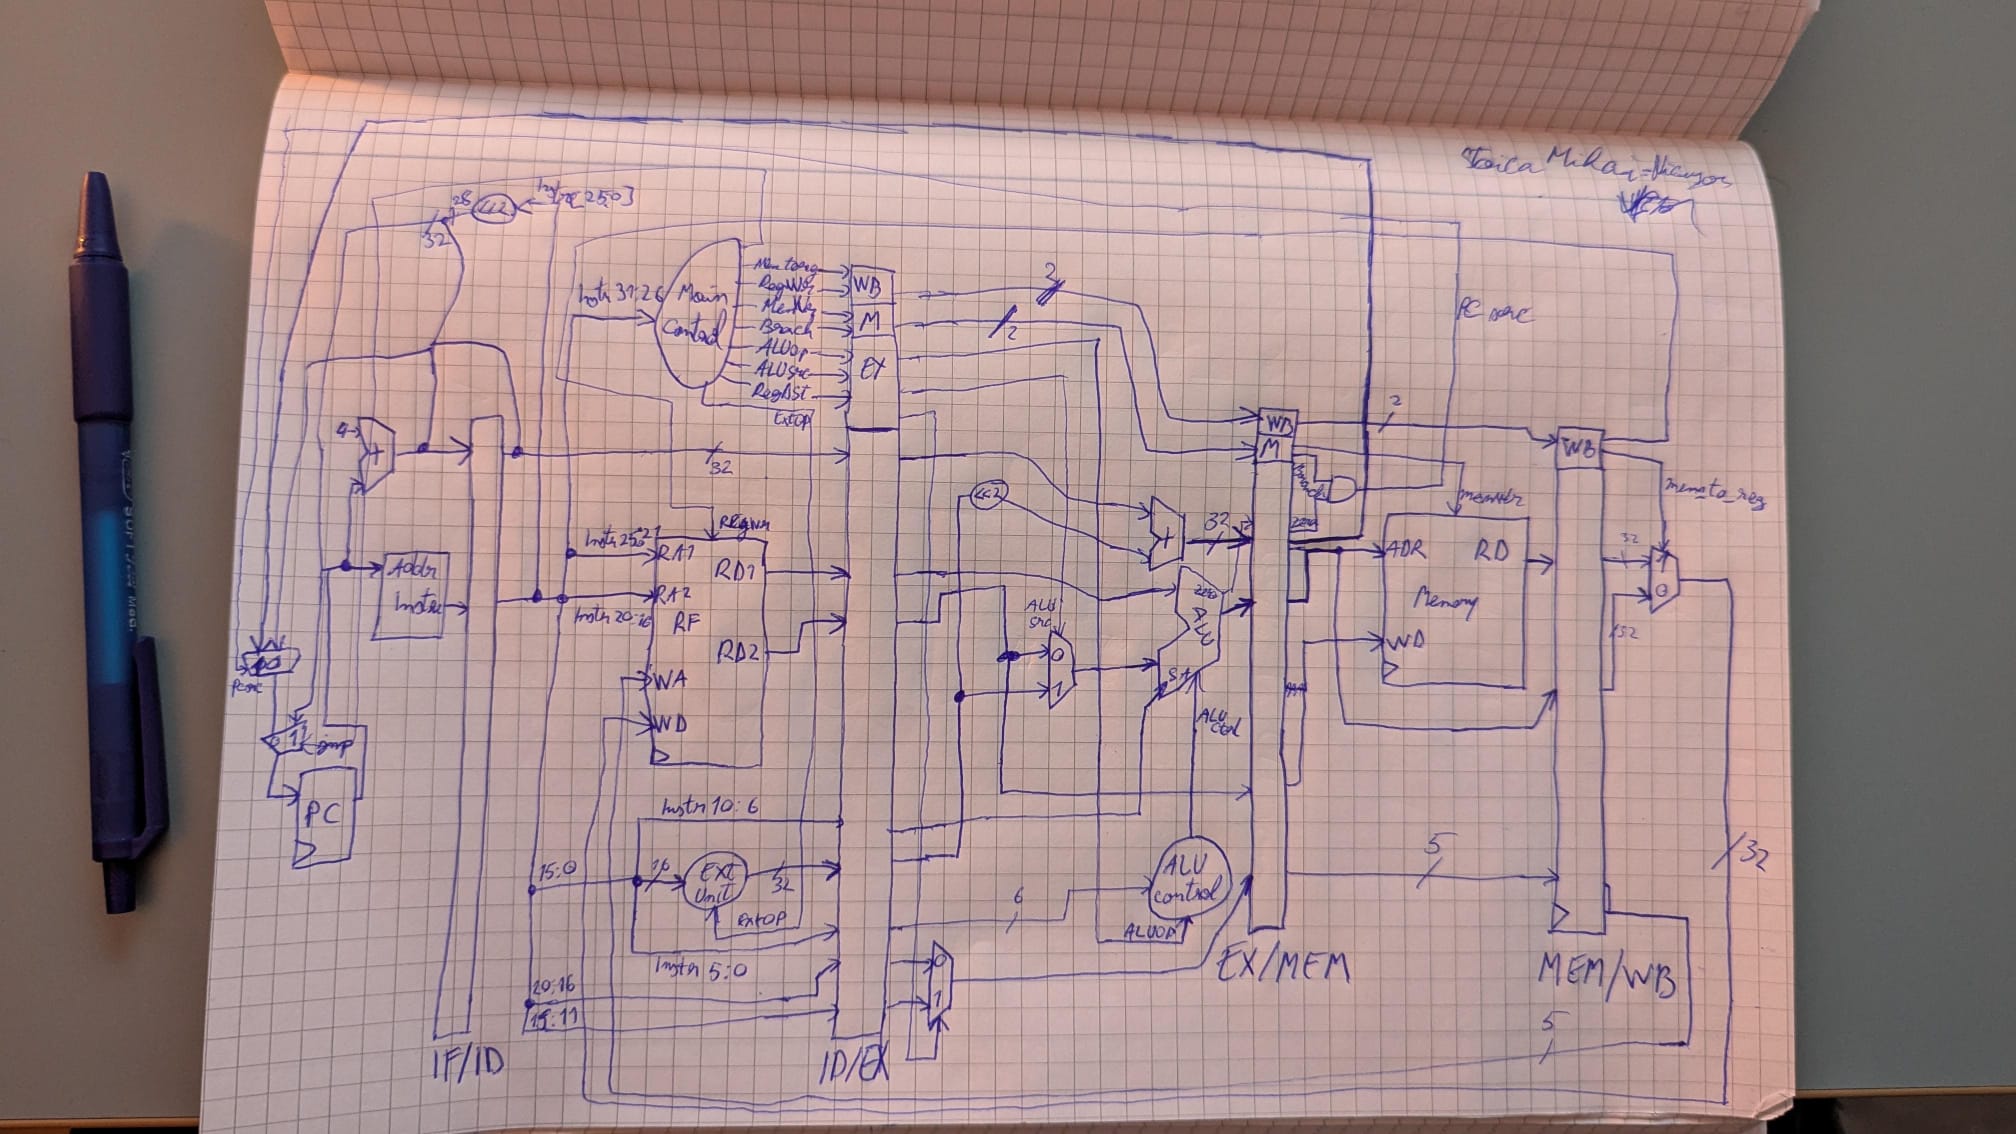 Stoica Mihai-Nicușor
28
<<2
Instr[25:0]
32
Instr 31:26
Main
Control
MemtoReg
RegWr
MemWr
Branch
ALUOp
ALUSrc
RegDst
ExtOp
WB
M
EX
2
2
PC src
4
+
32
WB
M
2
WB
Branch
zero
memWr
memto_reg
<<2
+
32
Addr
Instr
Instr 25:21
Instr 20:16
RegWr
RA1
RA2
RF
WA
WD
RD1
RD2
ALU
Src
0
1
zero
ALU
SA
ALU
Ctrl
ADR
RD
Memory
WD
32
32
1
0
PCsrc
1 0
0 1
jmp
PC
Instr 10:6
15:0
16
EXT
Unit
32
ExtOp
Instr 5:0
20:16
15:11
6
ALU
control
ALUOP
0
1
5
32
5
IF/ID
ID/EX
EX/MEM
MEM/WB